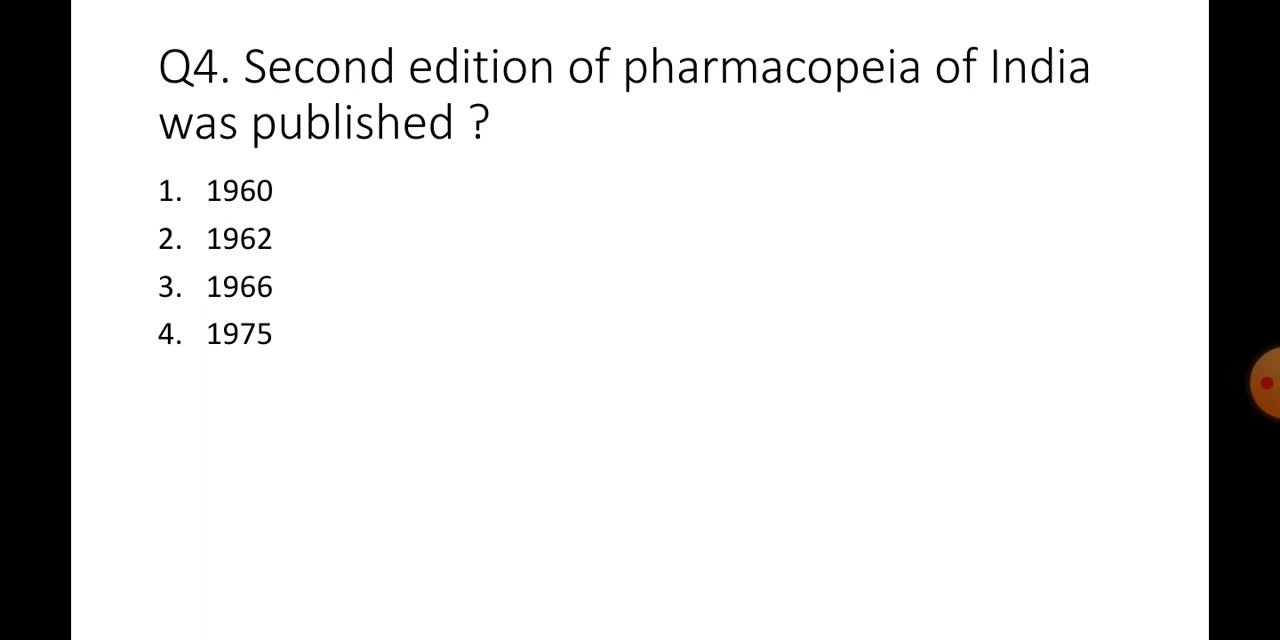 Q4. Second edition of pharmacopeia of India
was published ?
1. 1960
2. 1962
3. 1966
4. 1975